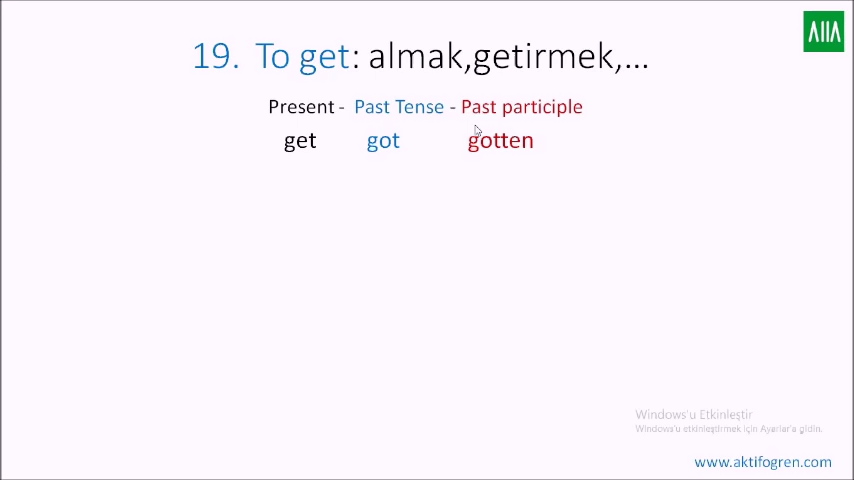 19. To get: almak,getirmek,...
Present - Past Tense - Past participle
get got gotten
Windows'u Etkinleştir
Windows'u etkinleştirmek için Ayarlar'a gidin.
www.aktifogren.com